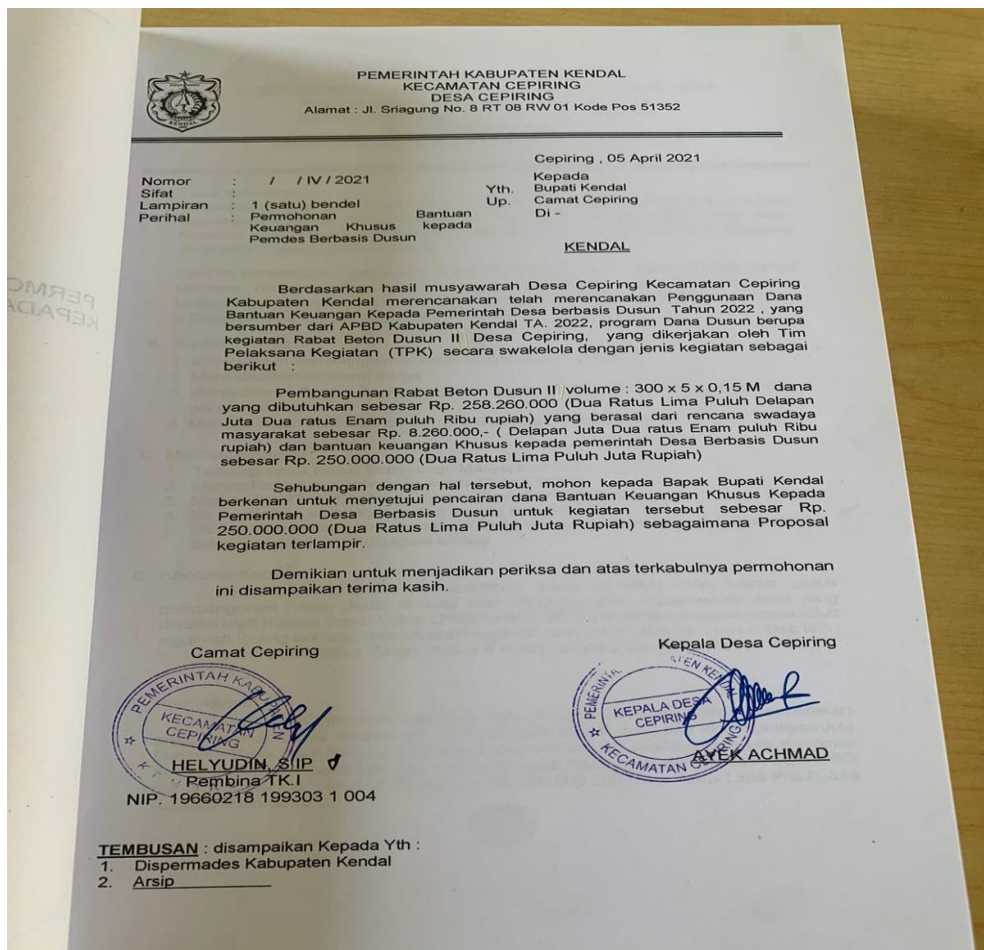 PEMERINTAH KABUPATEN KENDAL
KECAMATAN CEPIRING
DESA CEPIRING
Alamat : Jl. Sriagung No. 8 RT 08 RW 01 Kode Pos 51352
Cepiring , 05 April 2021
Nomor : / / IV / 2021
Sifat :
Lampiran : 1 (satu) bendel
Perihal : Permohonan Bantuan
Keuangan Khusus kepada
Pemdes Berbasis Dusun
Kepada
Yth. Bupati Kendal
Up. Camat Cepiring
Di -
KENDAL
Berdasarkan hasil musyawarah Desa Cepiring Kecamatan Cepiring
Kabupaten Kendal merencanakan telah merencanakan Penggunaan Dana
Bantuan Keuangan Kepada Pemerintah Desa berbasis Dusun Tahun 2022 , yang
bersumber dari APBD Kabupaten Kendal TA. 2022, program Dana Dusun berupa
kegiatan Rabat Beton Dusun II Desa Cepiring, yang dikerjakan oleh Tim
Pelaksana Kegiatan (TPK) secara swakelola dengan jenis kegiatan sebagai
berikut :
Pembangunan Rabat Beton Dusun II volume : 300 x 5 x 0,15 M dana
yang dibutuhkan sebesar Rp. 258.260.000 (Dua Ratus Lima Puluh Delapan
Juta Dua ratus Enam puluh Ribu rupiah) yang berasal dari rencana swadaya
masyarakat sebesar Rp. 8.260.000,- ( Delapan Juta Dua ratus Enam puluh Ribu
rupiah) dan bantuan keuangan Khusus kepada pemerintah Desa Berbasis Dusun
sebesar Rp. 250.000.000 (Dua Ratus Lima Puluh Juta Rupiah)
Sehubungan dengan hal tersebut, mohon kepada Bapak Bupati Kendal
berkenan untuk menyetujui pencairan dana Bantuan Keuangan Khusus Kepada
Pemerintah Desa Berbasis Dusun untuk kegiatan tersebut sebesar Rp.
250.000.000 (Dua Ratus Lima Puluh Juta Rupiah) sebagaimana Proposal
kegiatan terlampir.
Demikian untuk menjadikan periksa dan atas terkabulnya permohonan
ini disampaikan terima kasih.
Camat Cepiring
PEMERINTAH KABUPATEN
KECAMATAN
CEPIRING
HELYUDIN, S.IP
Pembina TK.I
NIP. 19660218 199303 1 004
Kepala Desa Cepiring
KEPALA DESA
CEPIRING
KECAMATAN CEPIRING
AYEK ACHMAD
TEMBUSAN : disampaikan Kepada Yth :
1. Dispermades Kabupaten Kendal
2. Arsip